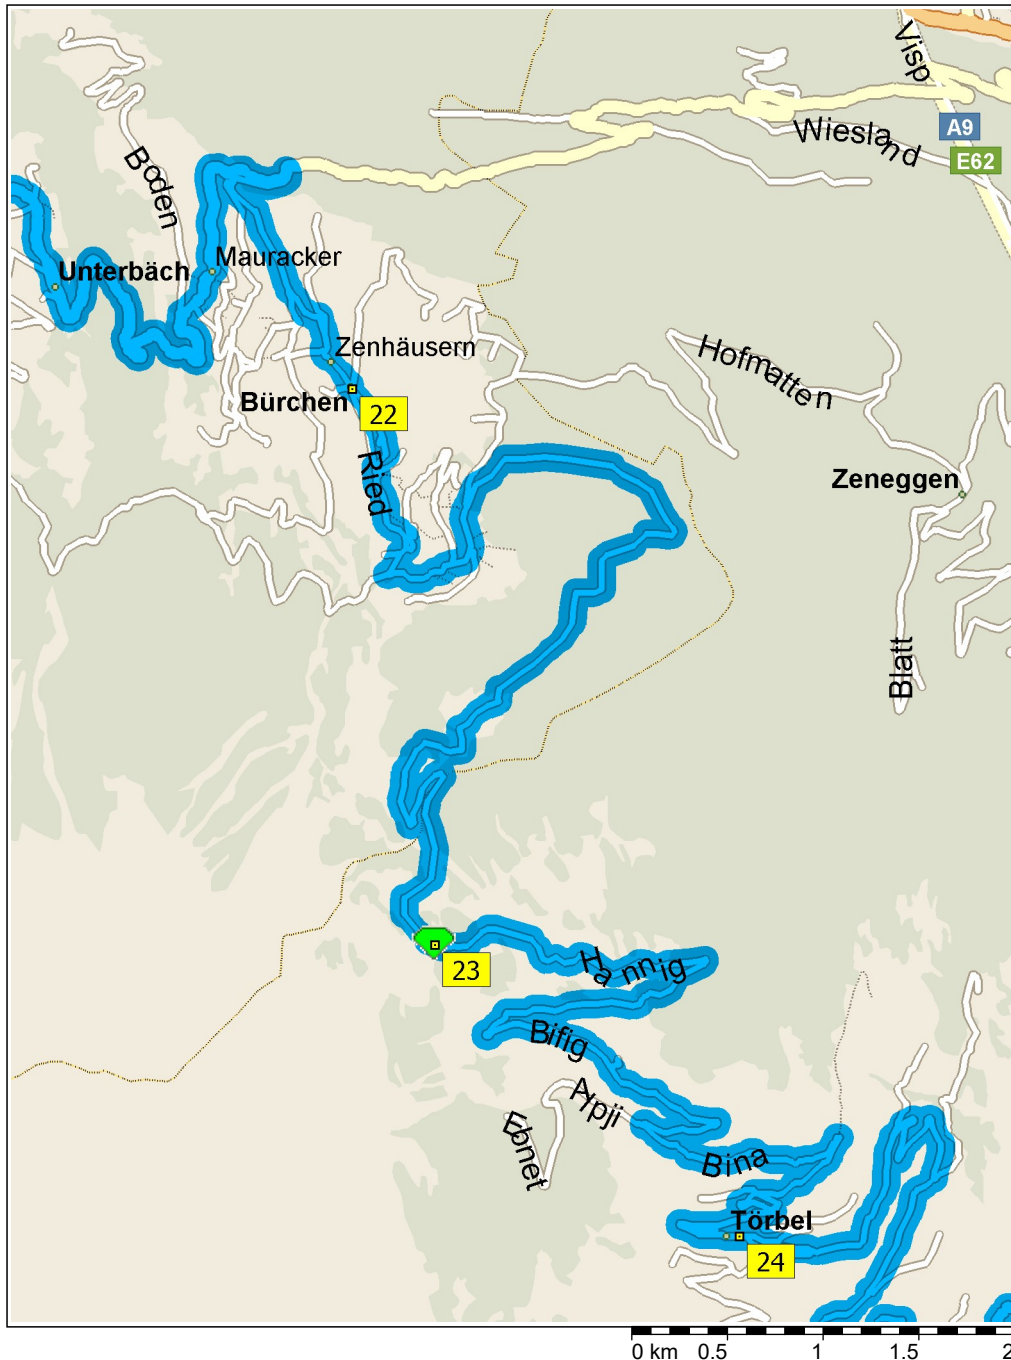 Visp
Wiesland
A9
E62
Boden
Mauracker
Unterbäch
Zenhäusern
Hofmatten
Bürchen
22
Ried
Zeneggen
Blatt
23
Hannig
Bifig
Alpji
Ebnet
Bina
Törbel
24
0 km 0.5 1 1.5 2